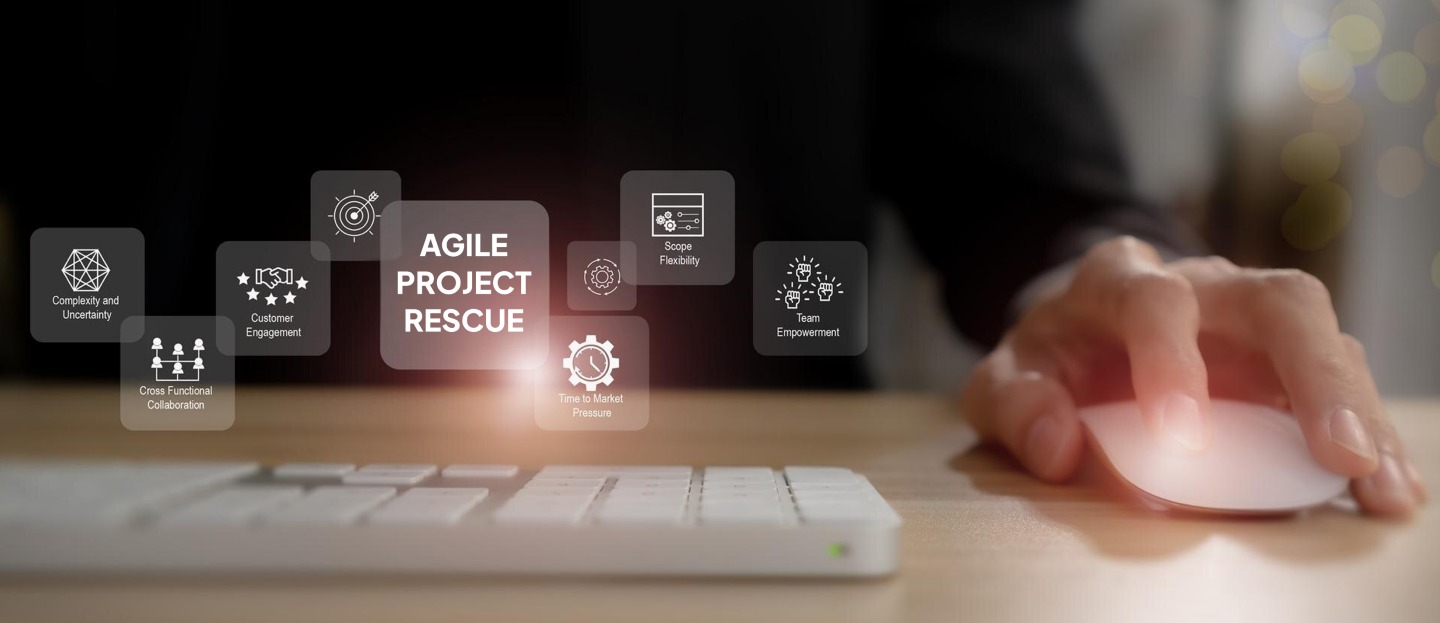 AGILE
PROJECT
RESCUE
Complexity and
Uncertainty
Cross Functional
Collaboration
Customer
Engagement
Time to Market
Pressure
Scope
Flexibility
Team
Empowerment